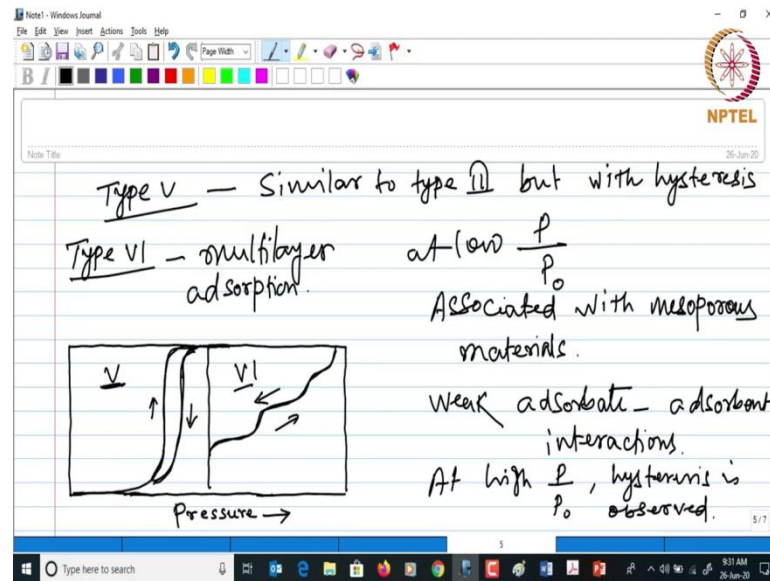 Note1 - Windows Journal
File Edit View Insert Actions Tools Help
Page Width
B I
NPTEL
Note Title
26-Jun-20
Type V — Similar to type II but with hysteresis
Type VI - multilayer adsorption.
at low P/P₀
Associated with mesoporous
materials.
Weak adsorbate - adsorbent
interactions.
At high P/P₀, hysteresis is
observed.
V
VI
Pressure →
5/7
5
Type here to search
9:31 AM
26-Jun-20